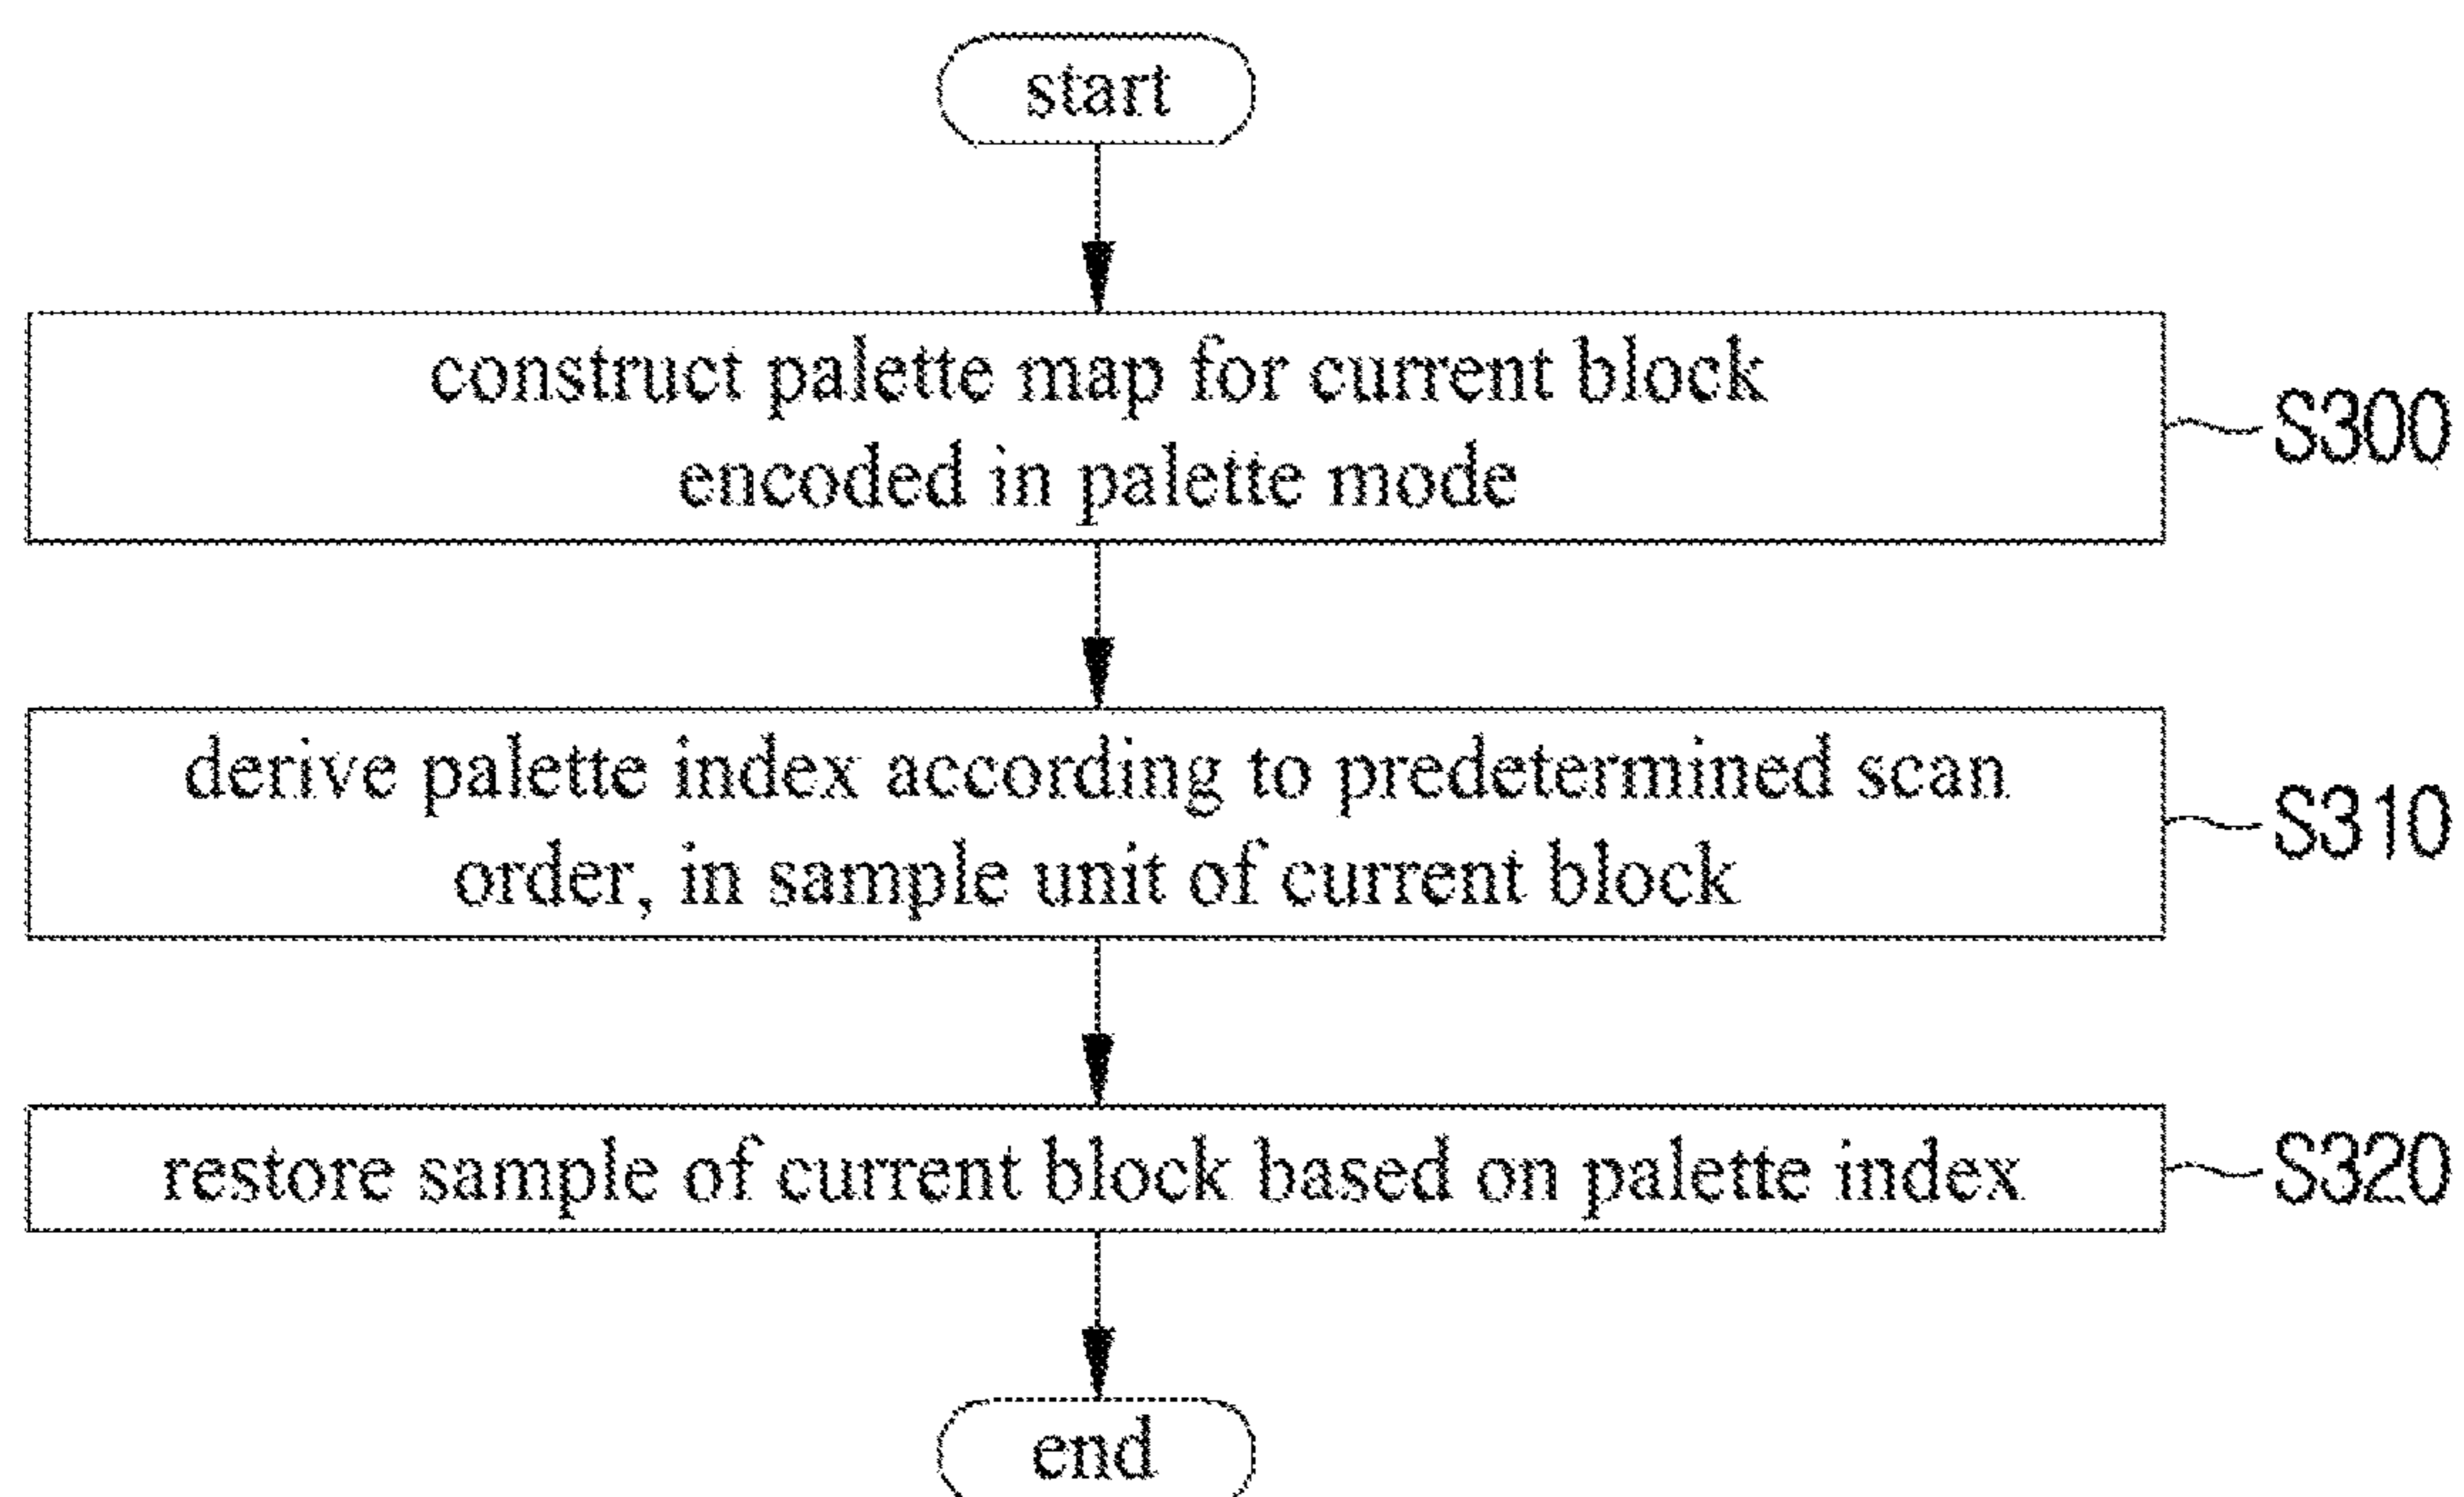 start
construct palette map for current block
encoded in palette mode
S300
derive palette index according to predetermined scan
order, in sample unit of current block
S310
restore sample of current block based on palette index
S320
end